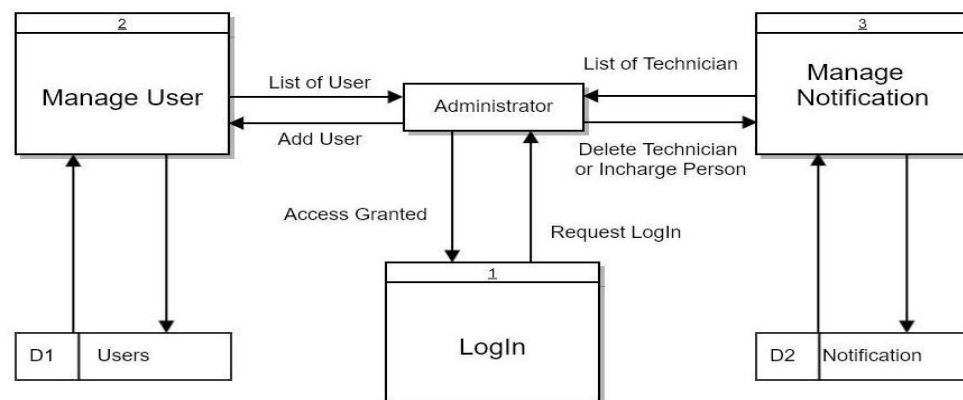 2
Manage User
List of User
Add User
Administrator
List of Technician
Delete Technician
or Incharge Person
3
Manage
Notification
Access Granted
Request LogIn
1
LogIn
D1 Users
D2 Notification